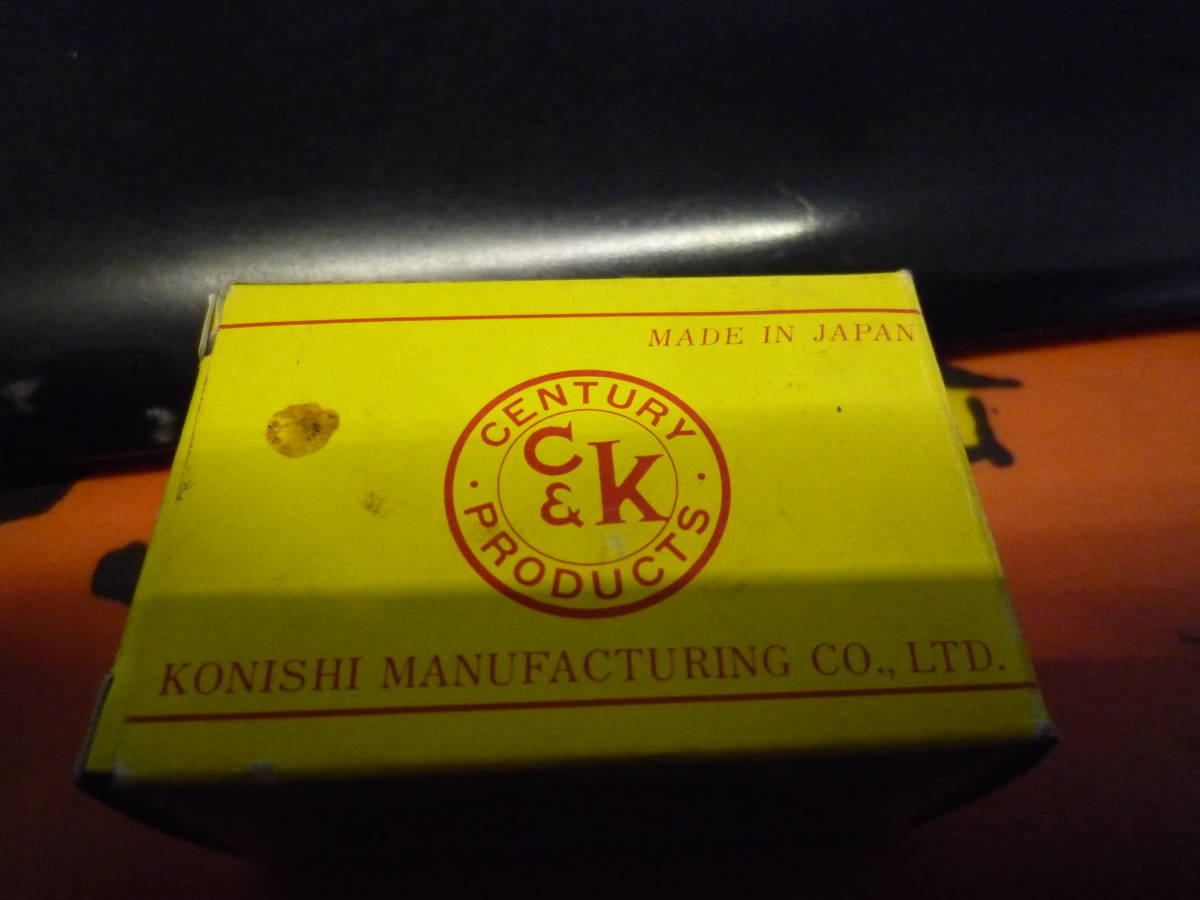 MADE IN JAPAN
CENTURY
C&K
PRODUCTS
KONISHI MANUFACTURING CO., LTD.